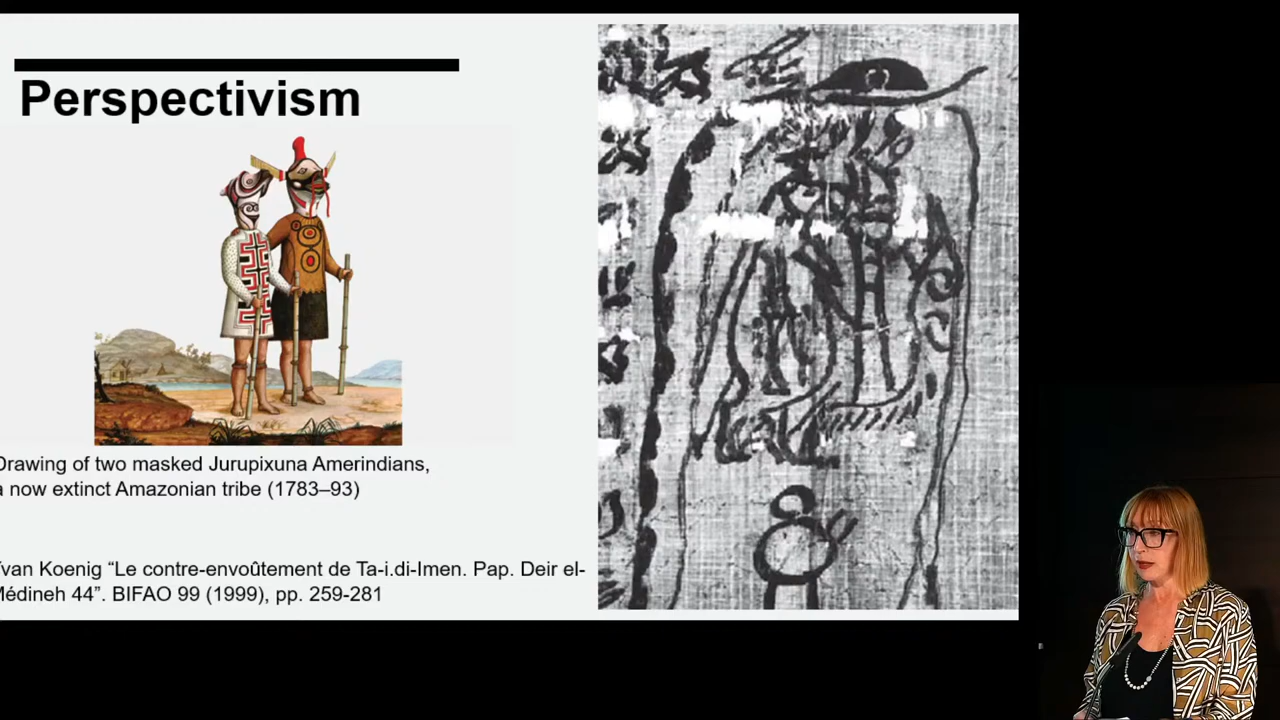 Perspectivism
Drawing of two masked Jurupixuna Amerindians,
a now extinct Amazonian tribe (1783–93)
Yvan Koenig “Le contre-envoûtement de Ta-i.di-Imen. Pap. Deir el-
Médineh 44”. BIFAO 99 (1999), pp. 259-281